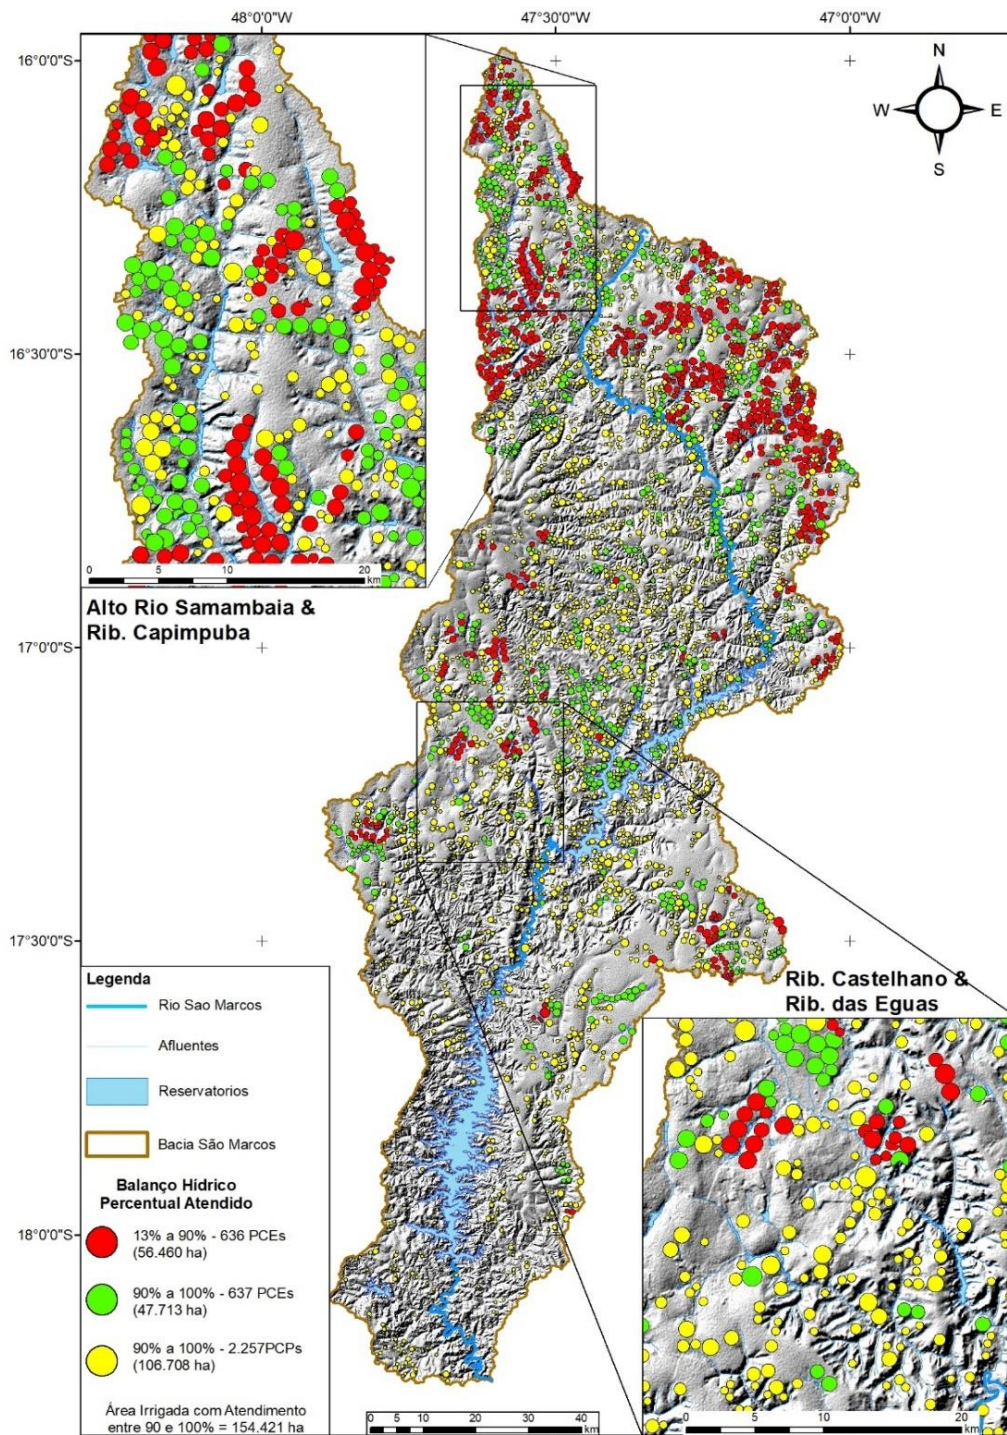 48°0'0"W 47°30'0"W 47°0'0"W
16°0'0"S
N
W E
S
16°30'0"S
0 5 10 20
km
Alto Rio Samambaia &
Rib. Capimpuba
17°0'0"S
17°30'0"S
Legenda
Rio Sao Marcos
Afluentes
Reservatorios
Bacia São Marcos
Balanço Hídrico
Percentual Atendido
13% a 90% - 636 PCEs
(56.460 ha)
90% a 100% - 637 PCEs
(47.713 ha)
90% a 100% - 2.257PCPs
(106.708 ha)
Área Irrigada com Atendimento
entre 90 e 100% = 154.421 ha
18°0'0"S
Rib. Castelhano &
Rib. das Eguas
0 5 10 20 30 40
km
0 5 10 20
km